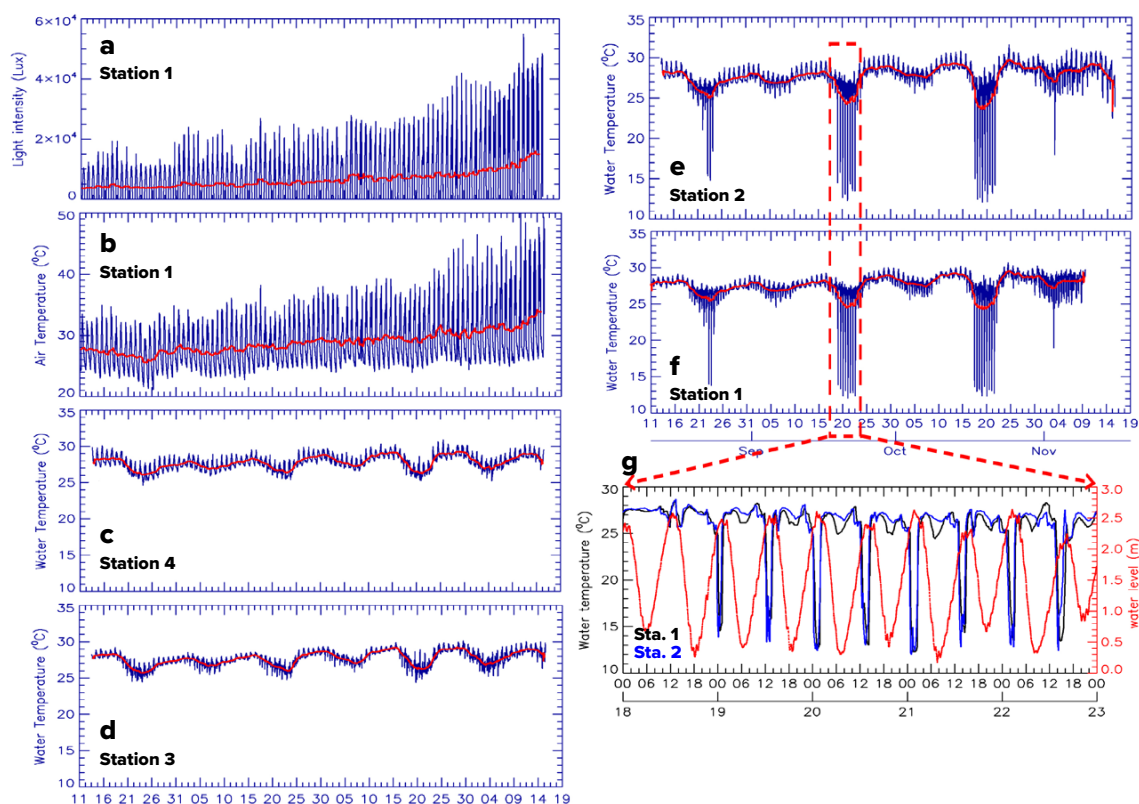 6×10⁴
4×10⁴
2×10⁴
0
Light intensity (Lux)
a
Station 1
50
40
30
20
Air Temperature (⁰C)
b
Station 1
35
30
25
20
15
10
Water Temperature (⁰C)
c
Station 4
35
30
25
20
15
10
Water Temperature (⁰C)
d
Station 3
11 16 21 26 31 05 10 15 20 25 30 05 10 15 20 25 30 04 09 14 19
35
30
25
20
15
10
Water Temperature (⁰C)
e
Station 2
35
30
25
20
15
10
Water Temperature (⁰C)
f
Station 1
11 16 21 26 31 05 10 15 20 25 30 05 10 15 20 25 30 04 09 14 19
Sep Oct Nov
g
30
25
20
15
10
Water temperature (⁰C)
Sta. 1
Sta. 2
3.0
2.5
2.0
1.5
1.0
0.5
0.0
water level (m)
00 06 12 18 00 06 12 18 00 06 12 18 00 06 12 18 00 06 12 18 00
18 19 20 21 22 23